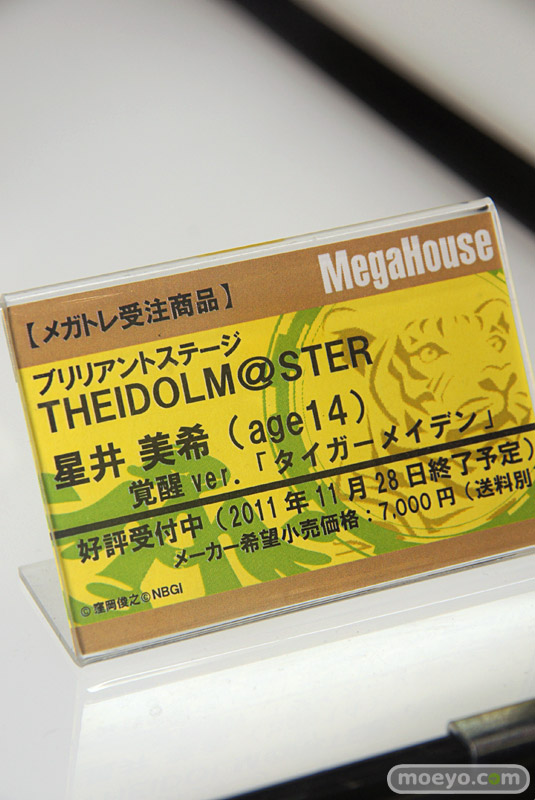 MegaHouse
【メガトレ受注商品】
ブリリアントステージ
THEIDOLM@STER
星井 美希(age14)
覚醒ver.「タイガーメイデン」
好評受付中(2011年11月28日終了予定)
メーカー希望小売価格:7,000円(送料別
© 窪岡俊之©NBGI
moeyo.com